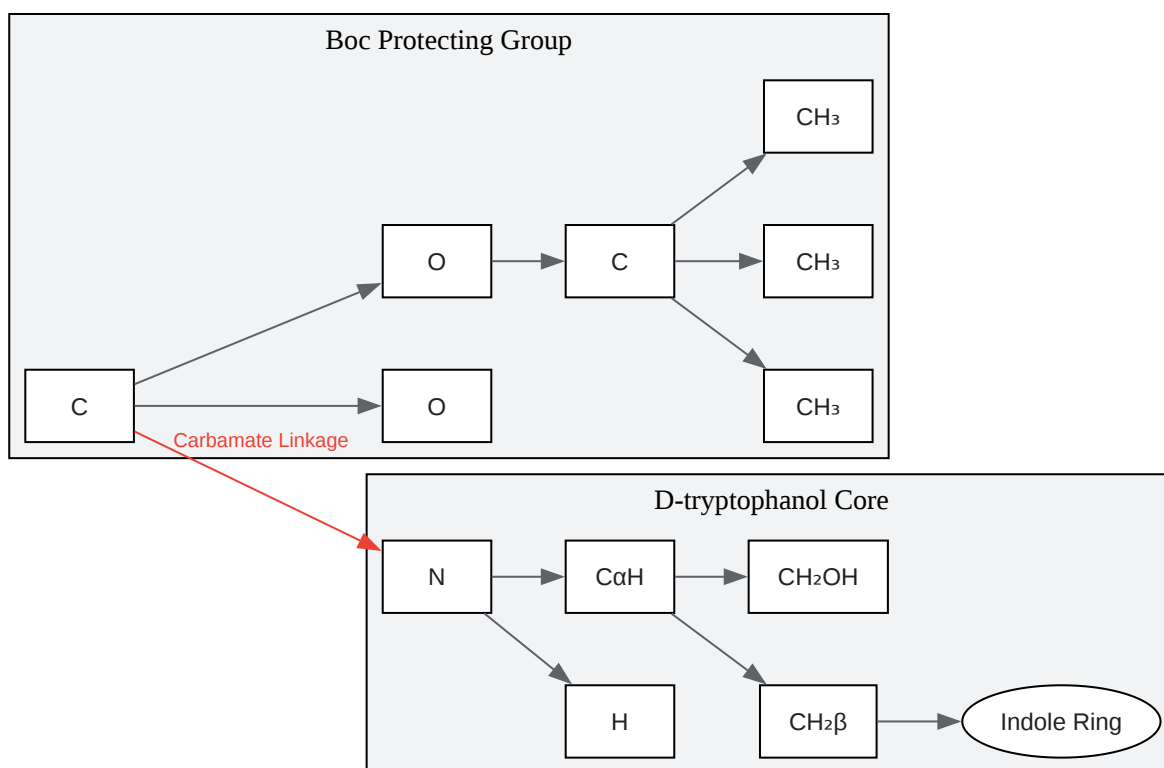 Boc Protecting Group
CH₃
O
C
CH₃
C
O
CH₃
Carbamate Linkage
D-tryptophanol Core
N
CαH
CH₂OH
H
CH₂β
Indole Ring